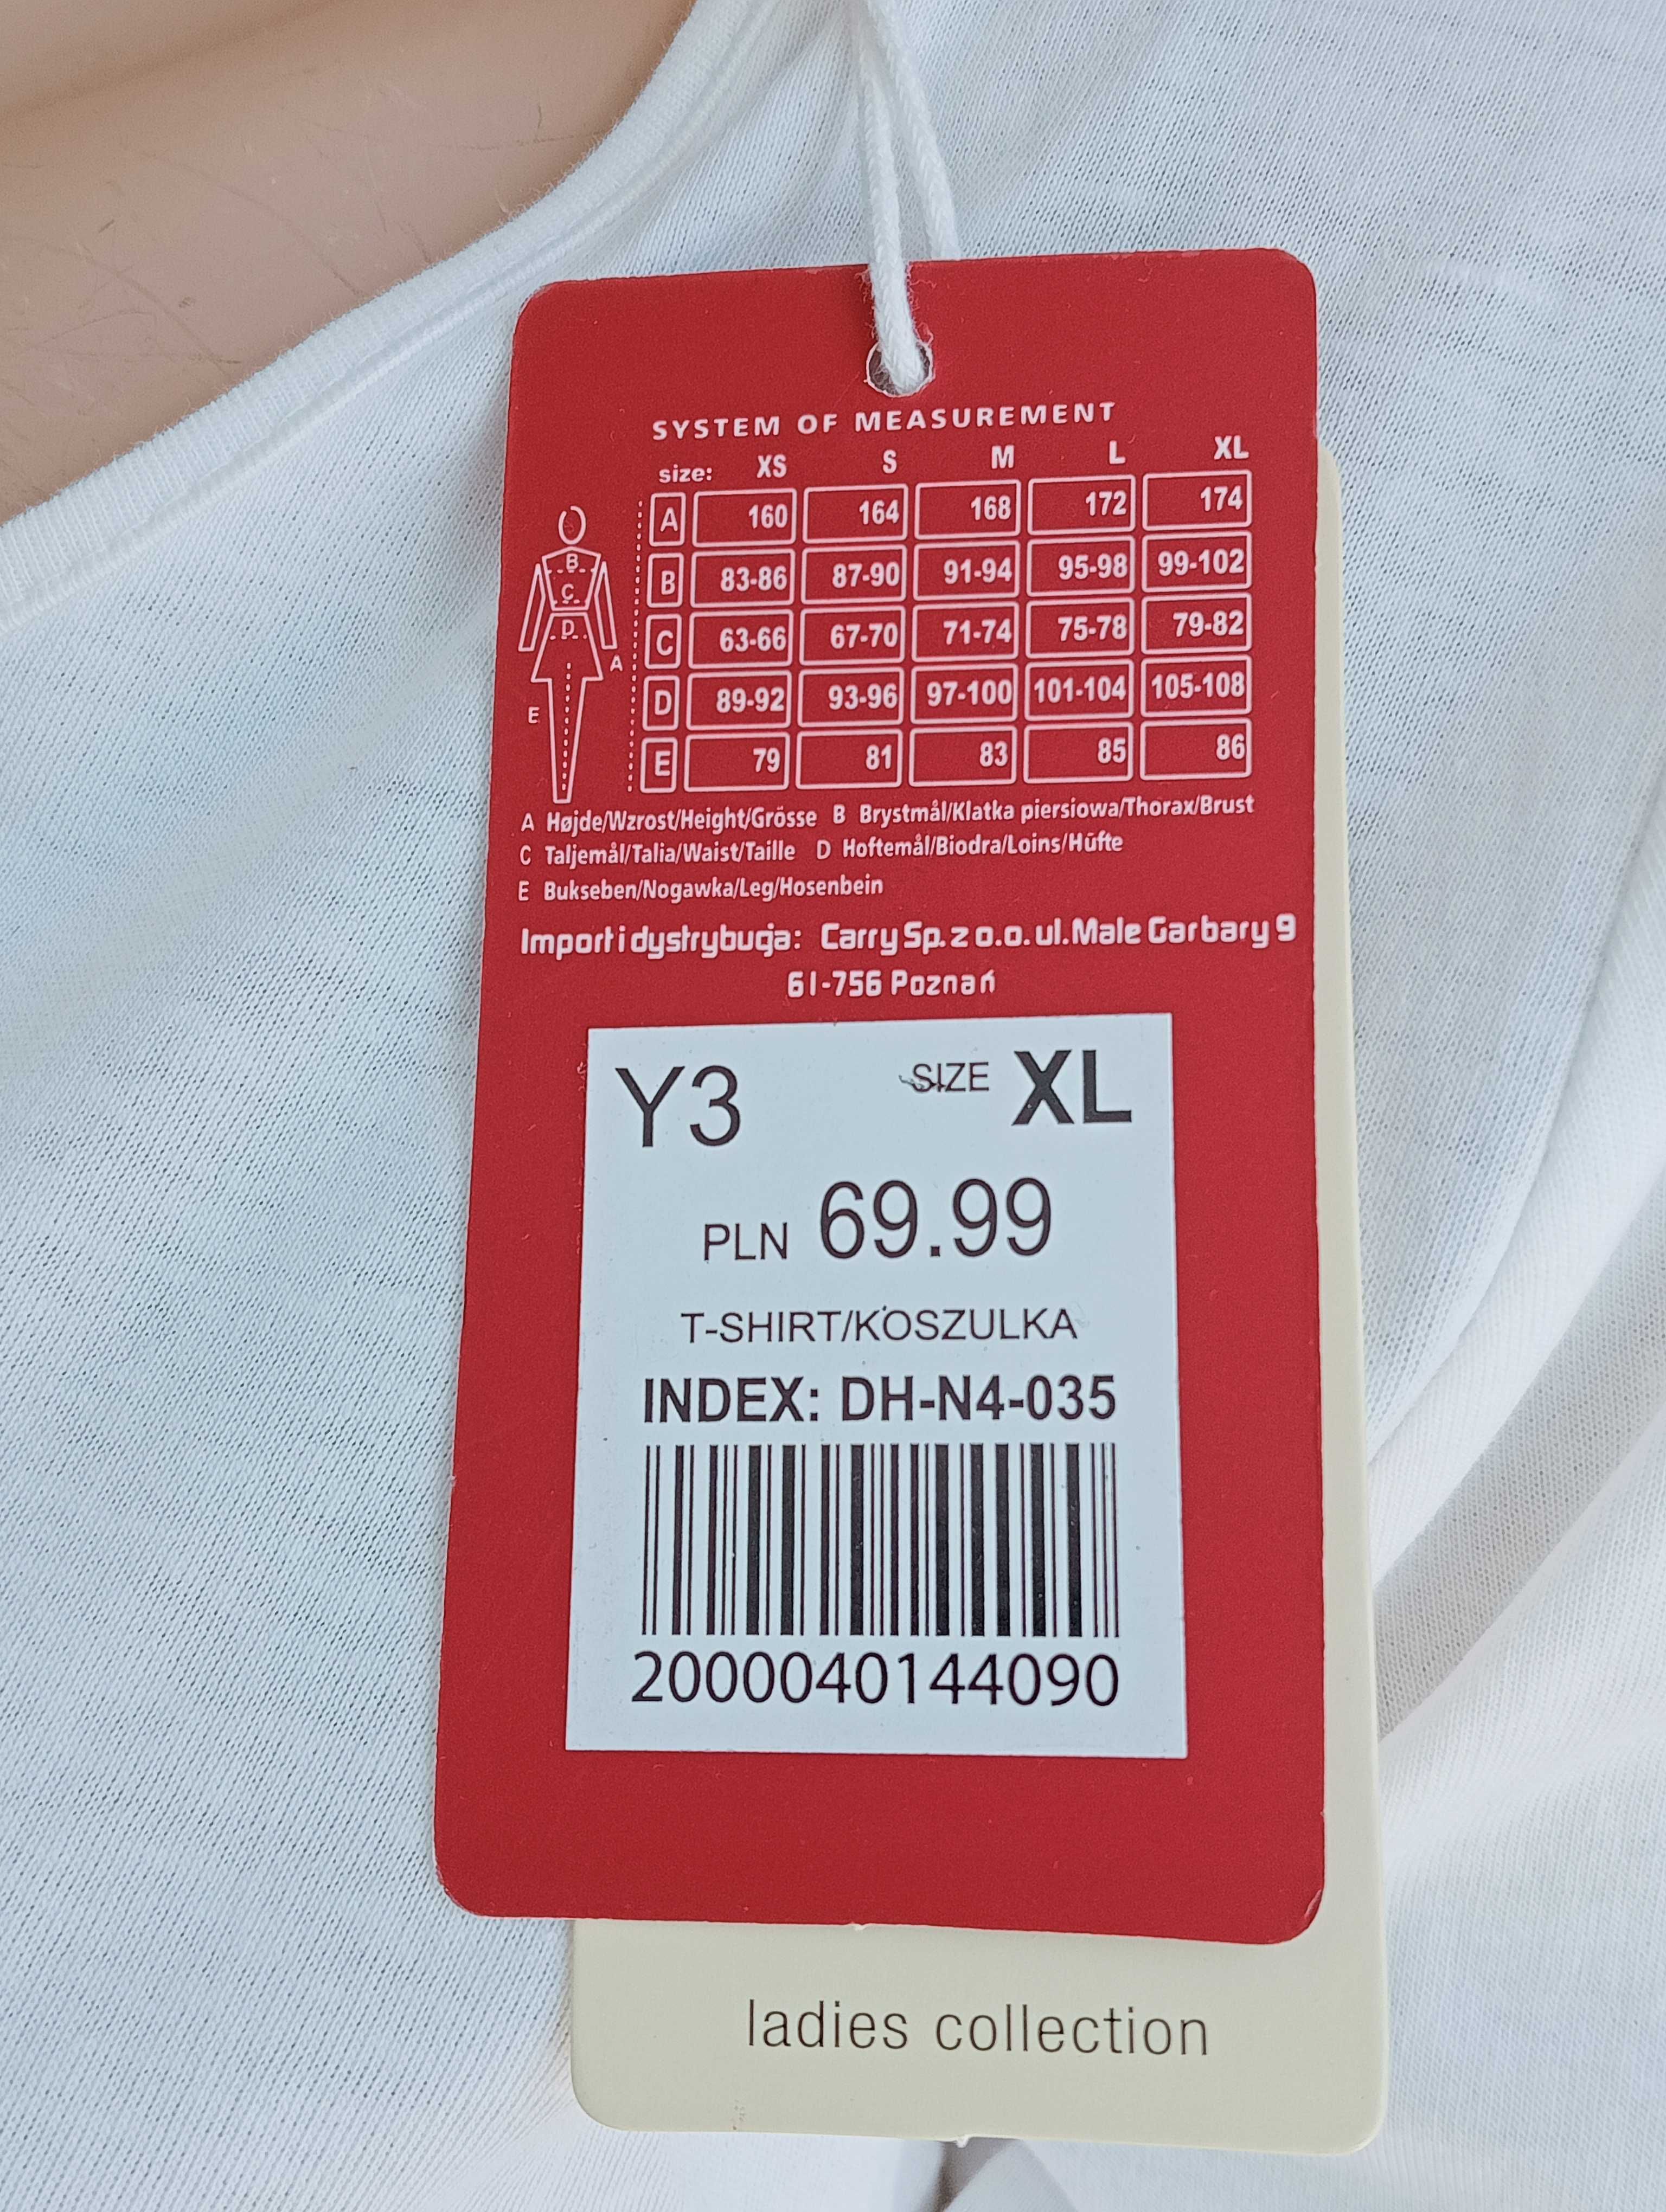 SYSTEM OF MEASUREMENT
size: XS S M L XL
A 160 164 168 172 174
B 83-86 87-90 91-94 95-98 99-102
C 63-66 67-70 71-74 75-78 79-82
D 89-92 93-96 97-100 101-104 105-108
E 79 81 83 85 86
B
C
D
A
E
A Højde/Wzrost/Height/Grösse B Brystmål/Klatka piersiowa/Thorax/Brust
C Taljemål/Talia/Waist/Taille D Hoftemål/Biodra/Loins/Hüfte
E Bukseben/Nogawka/Leg/Hosenbein
Import i dystrybucja: Carry Sp. z o.o. ul. Male Garbary 9
61-756 Poznań
Y3 SIZE XL
PLN 69.99
T-SHIRT/KOSZULKA
INDEX: DH-N4-035
2000040144090
ladies collection